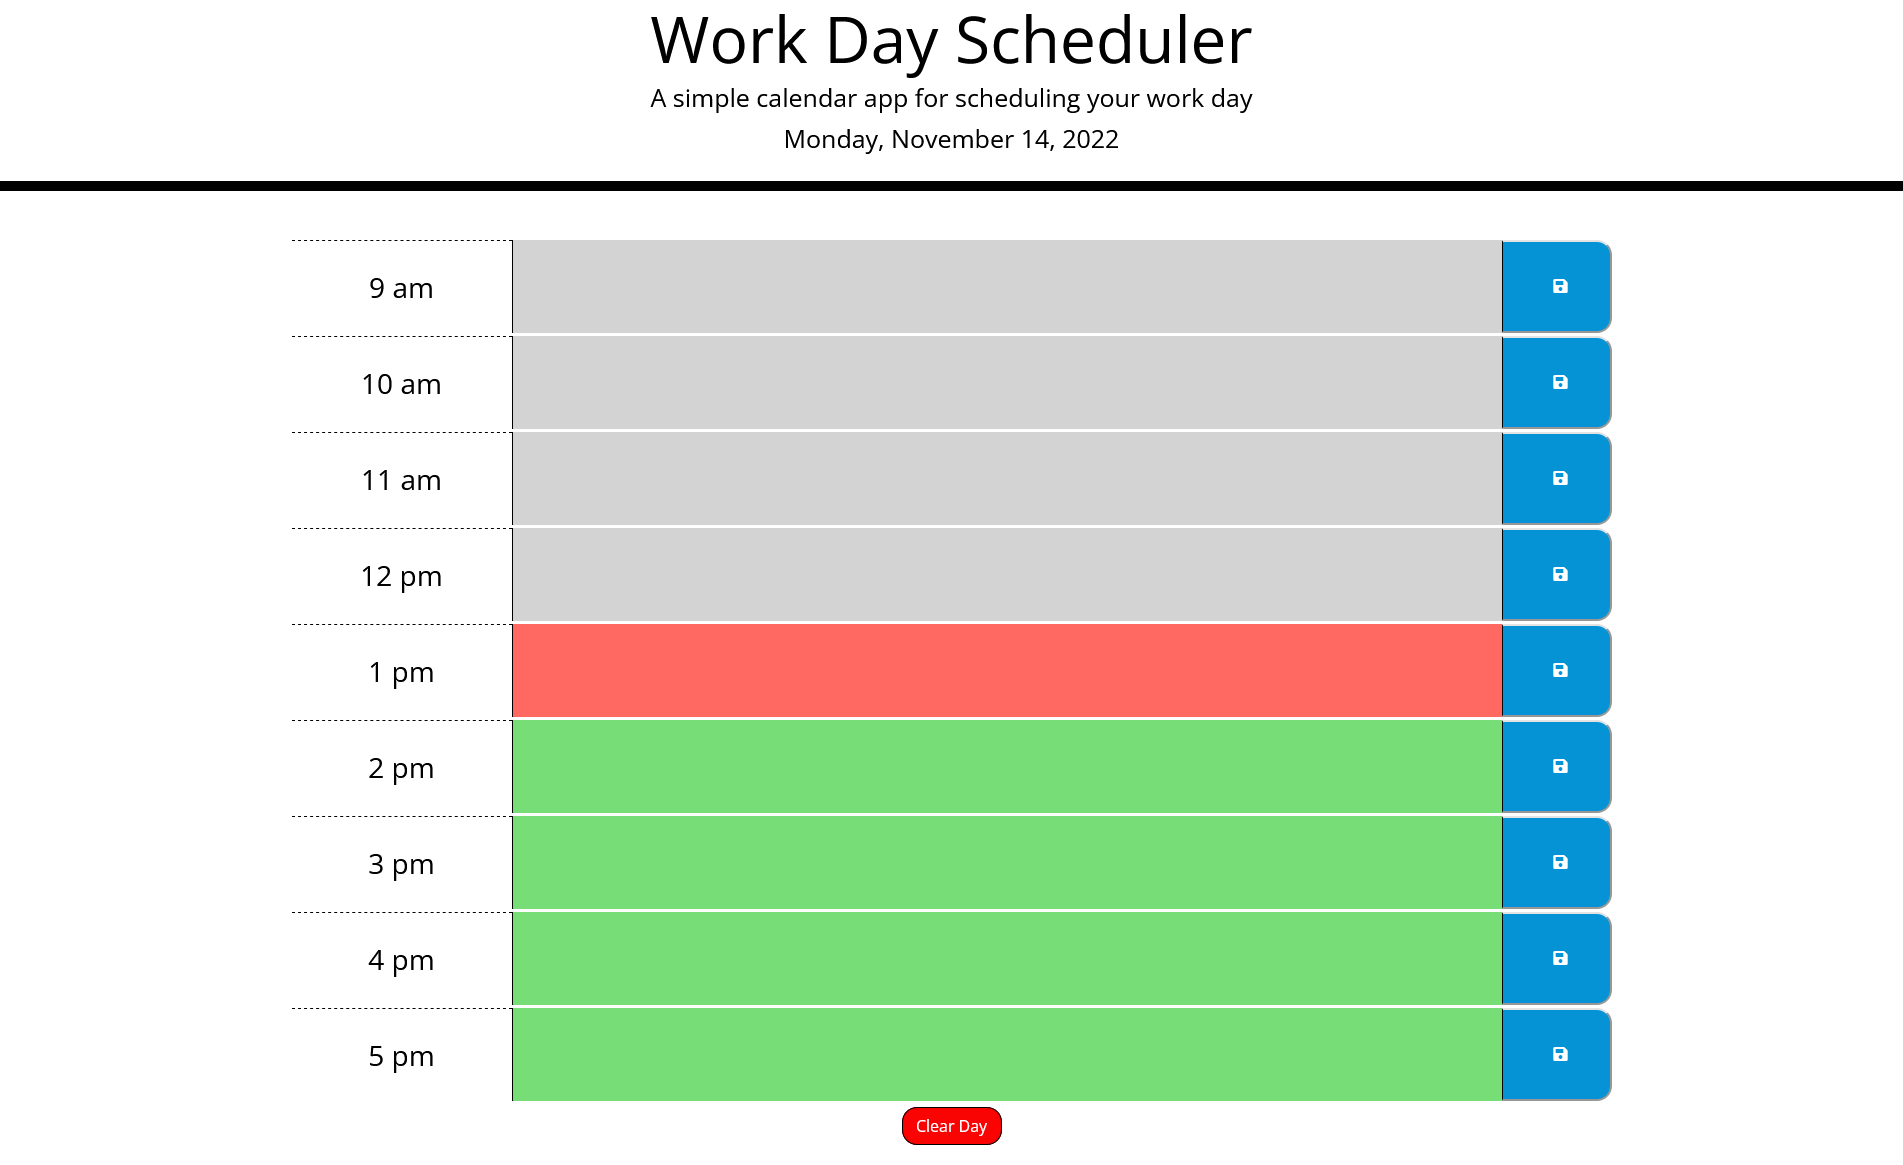 Work Day Scheduler
A simple calendar app for scheduling your work day
Monday, November 14, 2022
9 am
10 am
11 am
12 pm
1 pm
2 pm
3 pm
4 pm
5 pm
Clear Day